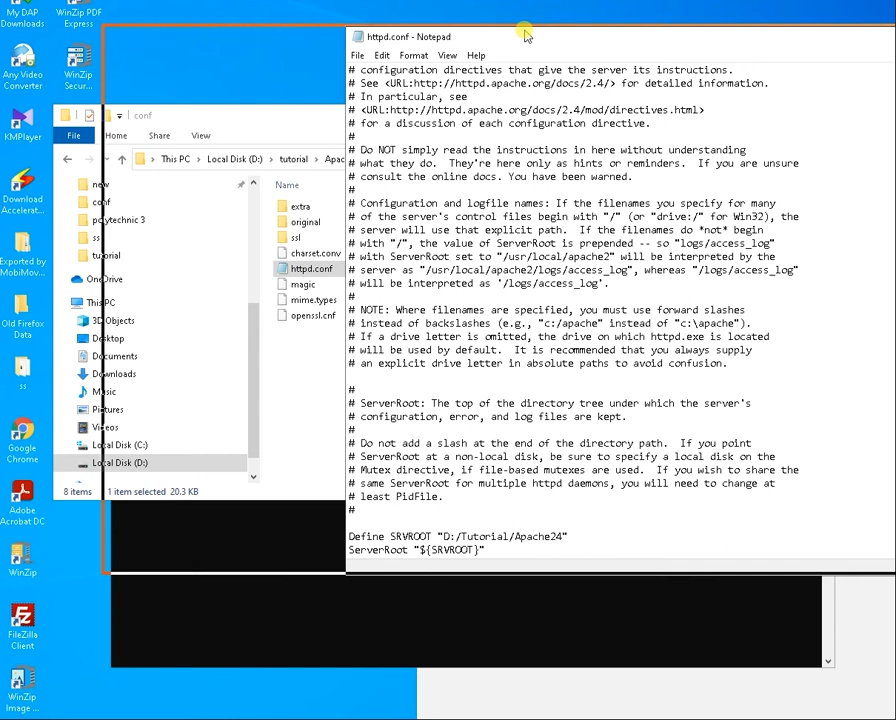 My DAP
Downloads
WinZip PDF
Express
Any Video
Converter
WinZip
Secur...
KMPlayer
Download
Accelerat...
Exported by
MobiMov...
Old Firefox
Data
ss
Google
Chrome
Adobe
Acrobat DC
WinZip
FileZilla
Client
WinZip
Image ...
conf
File
Home
Share
View
This PC
Local Disk (D:)
tutorial
Apac
new
conf
polytechnic 3
ss
tutorial
OneDrive
This PC
3D Objects
Desktop
Documents
Downloads
Music
Pictures
Videos
Local Disk (C:)
Local Disk (D:)
Name
extra
original
ssl
charset.conv
httpd.conf
magic
mime.types
openssl.cnf
8 items
1 item selected 20.3 KB
httpd.conf - Notepad
File Edit Format View Help
# configuration directives that give the server its instructions.
# See <URL:http://httpd.apache.org/docs/2.4/> for detailed information.
# In particular, see
# <URL:http://httpd.apache.org/docs/2.4/mod/directives.html>
# for a discussion of each configuration directive.
#
# Do NOT simply read the instructions in here without understanding
# what they do.  They're here only as hints or reminders.  If you are unsure
# consult the online docs. You have been warned.
#
# Configuration and logfile names: If the filenames you specify for many
# of the server's control files begin with "/" (or "drive:/" for Win32), the
# server will use that explicit path.  If the filenames do *not* begin
# with "/", the value of ServerRoot is prepended -- so "logs/access_log"
# with ServerRoot set to "/usr/local/apache2" will be interpreted by the
# server as "/usr/local/apache2/logs/access_log", whereas "/logs/access_log"
# will be interpreted as '/logs/access_log'.
#
# NOTE: Where filenames are specified, you must use forward slashes
# instead of backslashes (e.g., "c:/apache" instead of "c:\apache").
# If a drive letter is omitted, the drive on which httpd.exe is located
# will be used by default.  It is recommended that you always supply
# an explicit drive letter in absolute paths to avoid confusion.
#
# ServerRoot: The top of the directory tree under which the server's
# configuration, error, and log files are kept.
#
# Do not add a slash at the end of the directory path.  If you point
# ServerRoot at a non-local disk, be sure to specify a local disk on the
# Mutex directive, if file-based mutexes are used.  If you wish to share the
# same ServerRoot for multiple httpd daemons, you will need to change at
# least PidFile.
#
Define SRVROOT "D:/Tutorial/Apache24"
ServerRoot "${SRVROOT}"